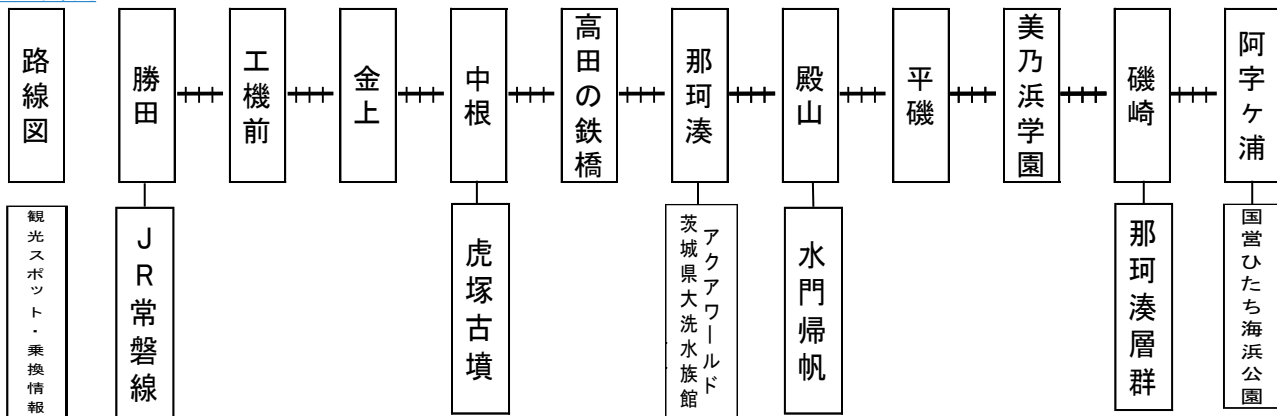 路線図
勝田
工機前
金上
中根
高田の鉄橋
那珂湊
殿山
平磯
美乃浜学園
磯崎
阿字ケ浦
観光スポット・乗換情報
JR常磐線
虎塚古墳
アクアワールド
茨城県大洗水族館
水門帰帆
那珂湊層群
国営ひたち海浜公園